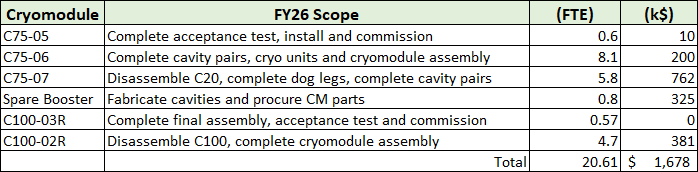 Cryomodule FY26 Scope (FTE) (k$)
C75-05 Complete acceptance test, install and commission 0.6 10
C75-06 Complete cavity pairs, cryo units and cryomodule assembly 8.1 200
C75-07 Disassemble C20, complete dog legs, complete cavity pairs 5.8 762
Spare Booster Fabricate cavities and procure CM parts 0.8 325
C100-03R Complete final assembly, acceptance test and commission 0.57 0
C100-02R Disassemble C100, complete cryomodule assembly 4.7 381
Total 20.61 $ 1,678